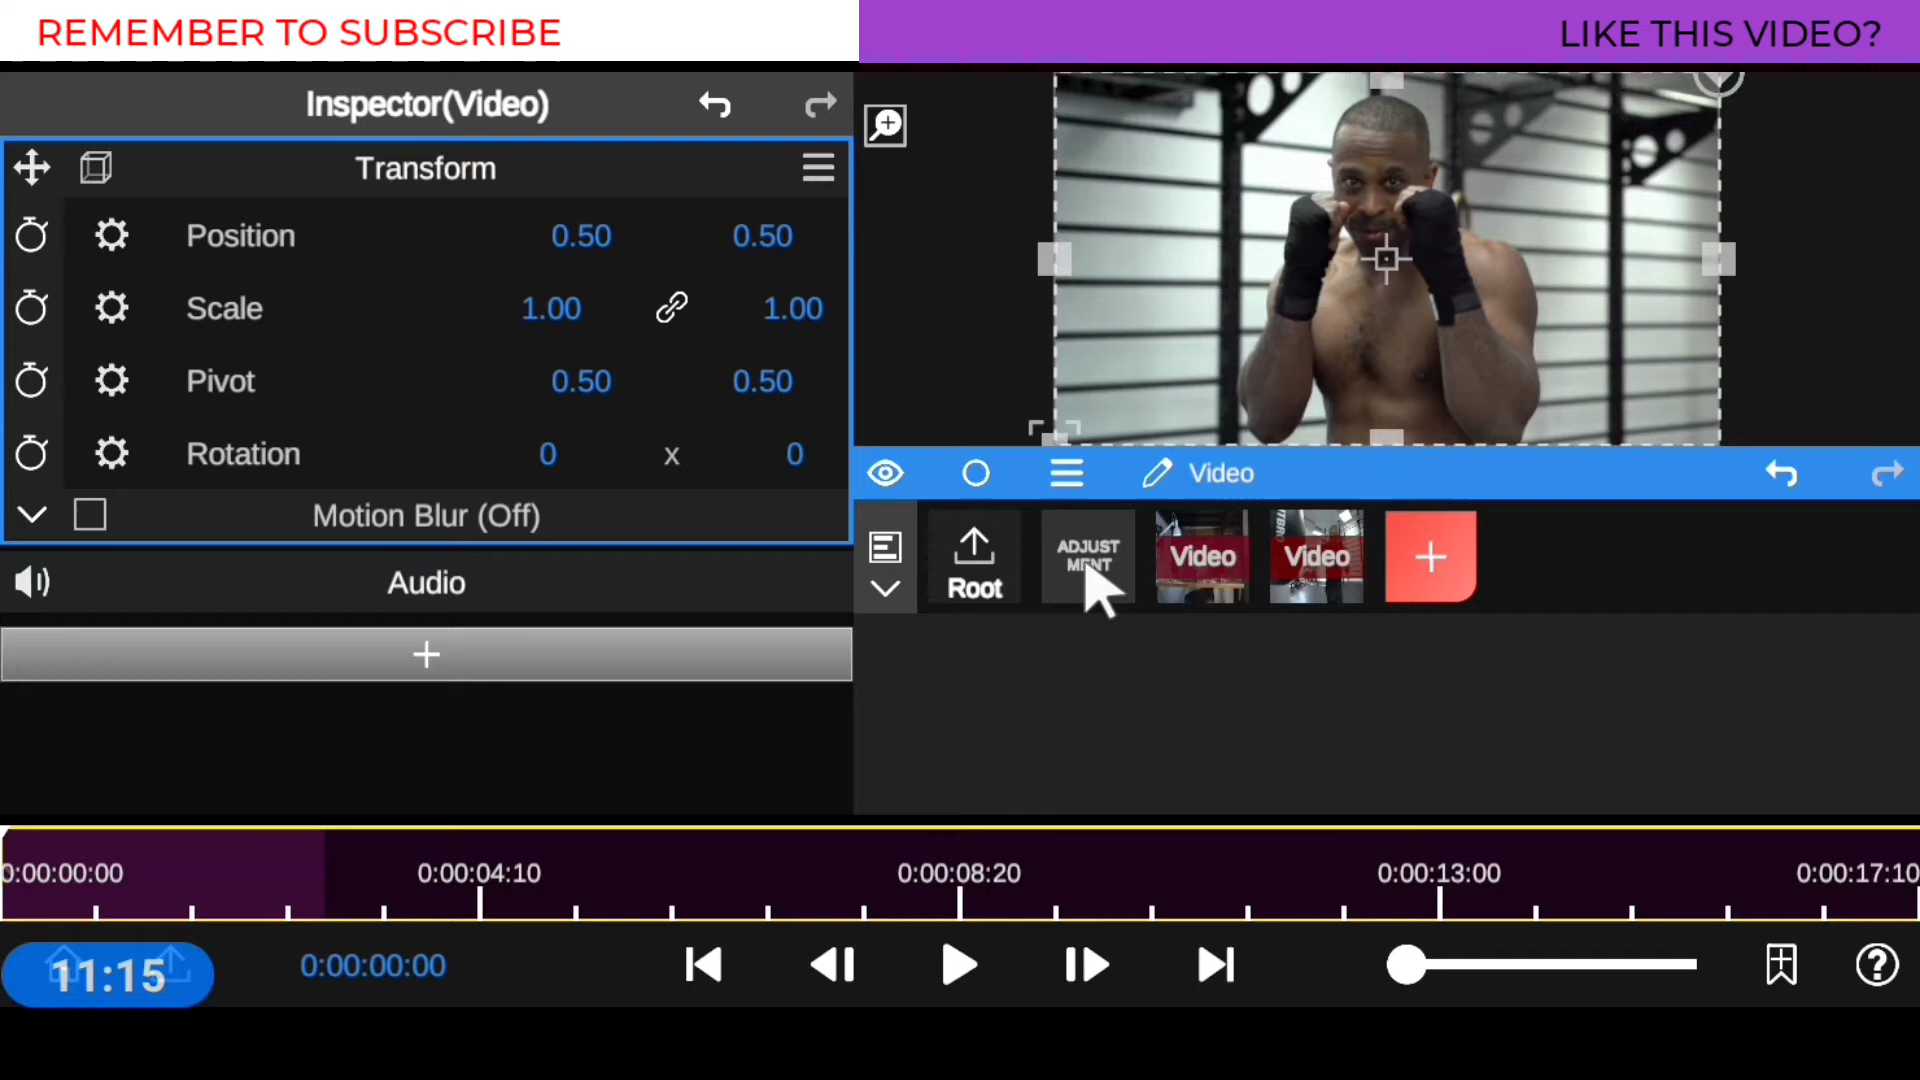 REMEMBER TO SUBSCRIBE
LIKE THIS VIDEO?
Inspector(Video)
Transform
Position 0.50 0.50
Scale 1.00 1.00
Pivot 0.50 0.50
Rotation 0 x 0
Motion Blur (Off)
Audio
+
Video
Root
ADJUST
MENT
Video
Video
+
0:00:00:00 0:00:04:10 0:00:08:20 0:00:13:00 0:00:17:10
11:15
0:00:00:00
?